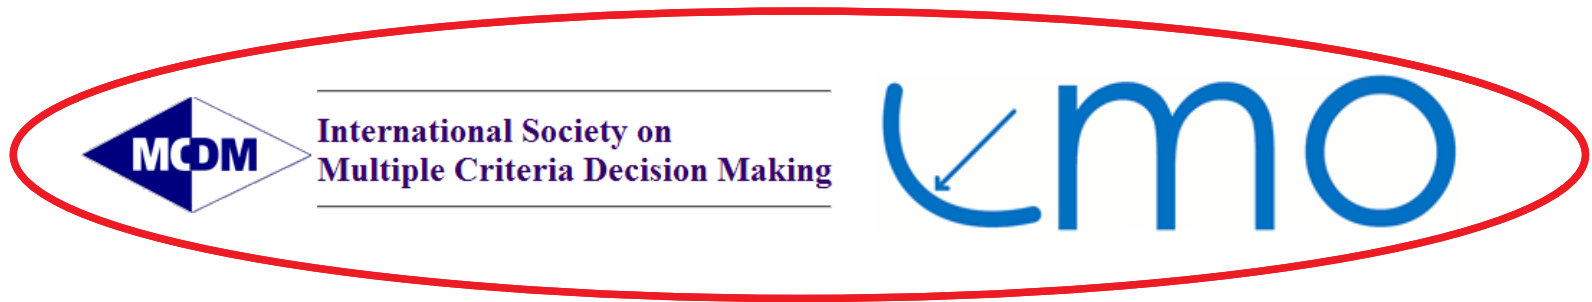 MCDM
International Society on
Multiple Criteria Decision Making
emo